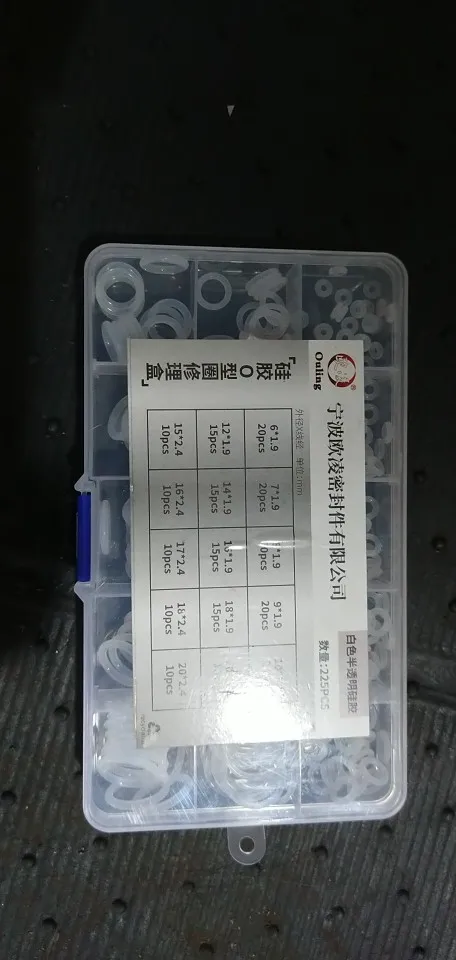 Ouling ®
宁波欧凌密封件有限公司
白色半透明硅胶
数量:225PCS
「硅胶O型圈修理盒」
外径X线经 单位:mm
6*1.9 7*1.9 9*1.9
20pcs 20pcs 20pcs
12*1.9 14*1.9 18*1.9
15pcs 15pcs 15pcs 15pcs
15*2.4 16*2.4 17*2.4 18*2.4 20*2.4
10pcs 10pcs 10pcs 10pcs 10pcs